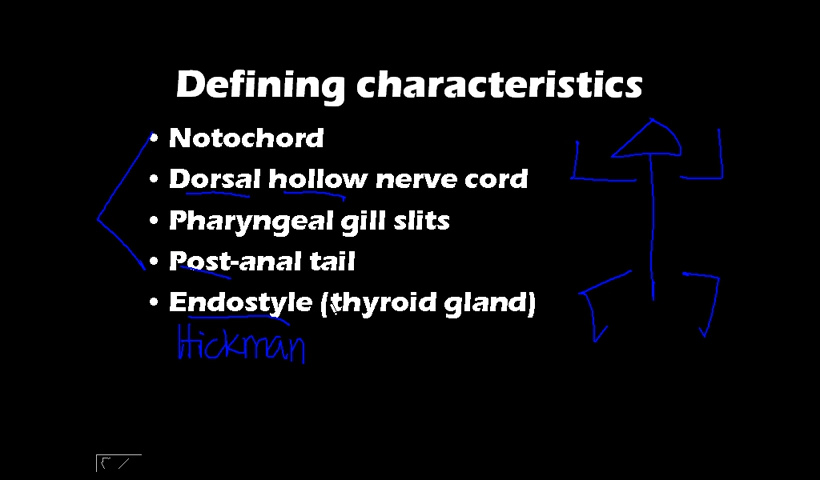 Defining characteristics
• Notochord
• Dorsal hollow nerve cord
• Pharyngeal gill slits
• Post-anal tail
• Endostyle (thyroid gland)
Hickman